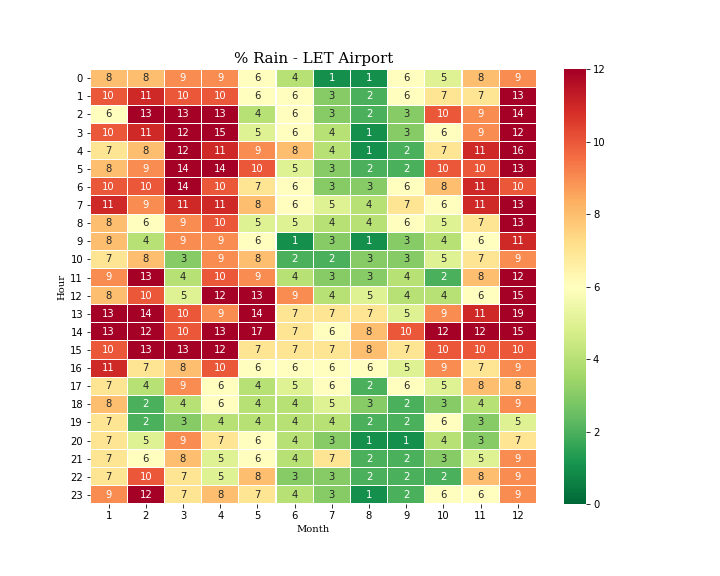 % Rain - LET Airport
0 8 8 9 9 6 4 1 1 6 5 8 9
1 10 11 10 10 6 6 3 2 6 7 7 13
2 6 13 13 13 4 6 3 2 3 10 9 14
3 10 11 12 15 5 6 4 1 3 6 9 12
4 7 8 12 11 9 8 4 1 2 7 11 16
5 8 9 14 14 10 5 3 2 2 10 10 13
6 10 10 14 10 7 6 3 3 6 8 11 10
7 11 9 11 11 8 6 5 4 7 6 11 13
8 8 6 9 10 5 5 4 4 6 5 7 13
9 8 4 9 9 6 1 3 1 3 4 6 11
10 7 8 3 9 8 2 2 3 3 5 7 9
11 9 13 4 10 9 4 3 3 4 2 8 12
12 8 10 5 12 13 9 4 5 4 4 6 15
13 13 14 10 9 14 7 7 7 5 9 11 19
14 13 12 10 13 17 7 6 8 10 12 12 15
15 10 13 13 12 7 7 7 8 7 10 10 10
16 11 7 8 10 6 6 6 6 5 9 7 9
17 7 4 9 6 4 5 6 2 6 5 8 8
18 8 2 4 6 4 4 5 3 2 3 4 9
19 7 2 3 4 4 4 4 2 2 6 3 5
20 7 5 9 7 6 4 3 1 1 4 3 7
21 7 6 8 5 6 4 7 2 2 3 5 9
22 7 10 7 5 8 3 3 2 2 2 8 9
23 9 12 7 8 7 4 3 1 2 6 6 9
1 2 3 4 5 6 7 8 9 10 11 12
Month
Hour
12
10
8
6
4
2
0